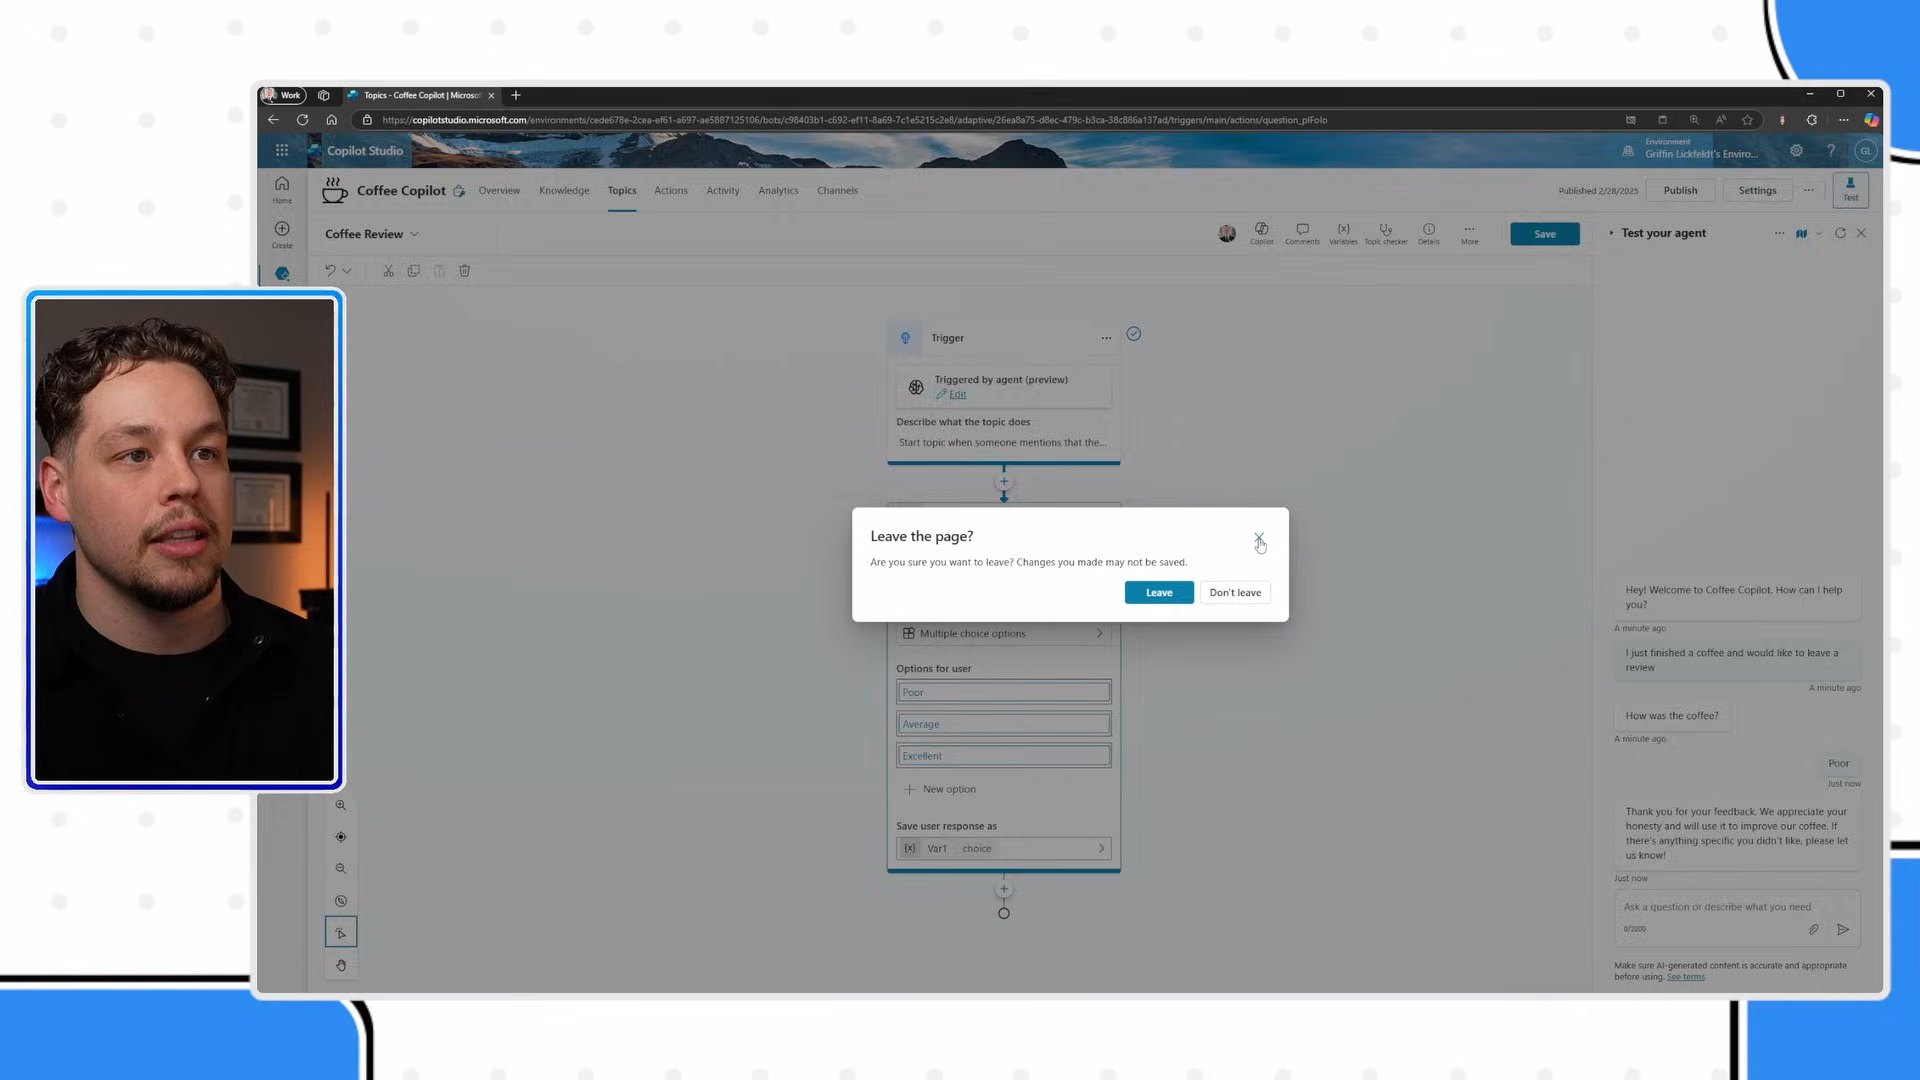 Work
Topics - Coffee Copilot | Microso
https://copilotstudio.microsoft.com/environments/cede678e-2cea-ef61-a697-ae5887125106/bots/c98403b1-c692-ef11-8a69-7c1e5215c2e8/adaptive/26ea8a75-d8ec-479c-b3ca-38c886a137ad/triggers/main/actions/question_plFolo
Copilot Studio
Environment
Griffin Lickfeldt's Enviro...
GL
Home
Create
Coffee Copilot
Overview
Knowledge
Topics
Actions
Activity
Analytics
Channels
Published 2/28/2025
Publish
Settings
Test
Coffee Review
Copilot
Comments
Variables
Topic checker
Details
More
Save
Test your agent
Trigger
Triggered by agent (preview)
Edit
Describe what the topic does
Start topic when someone mentions that the...
Leave the page?
Are you sure you want to leave? Changes you made may not be saved.
Leave
Don't leave
Multiple choice options
Options for user
Poor
Average
Excellent
New option
Save user response as
{x} Var1 choice
Hey! Welcome to Coffee Copilot. How can I help
you?
A minute ago
I just finished a coffee and would like to leave a
review
A minute ago
How was the coffee?
A minute ago
Poor
Just now
Thank you for your feedback. We appreciate your
honesty and will use it to improve our coffee. If
there's anything specific you didn't like, please let
us know!
Just now
Ask a question or describe what you need
0/2000
Make sure AI-generated content is accurate and appropriate
before using. See terms